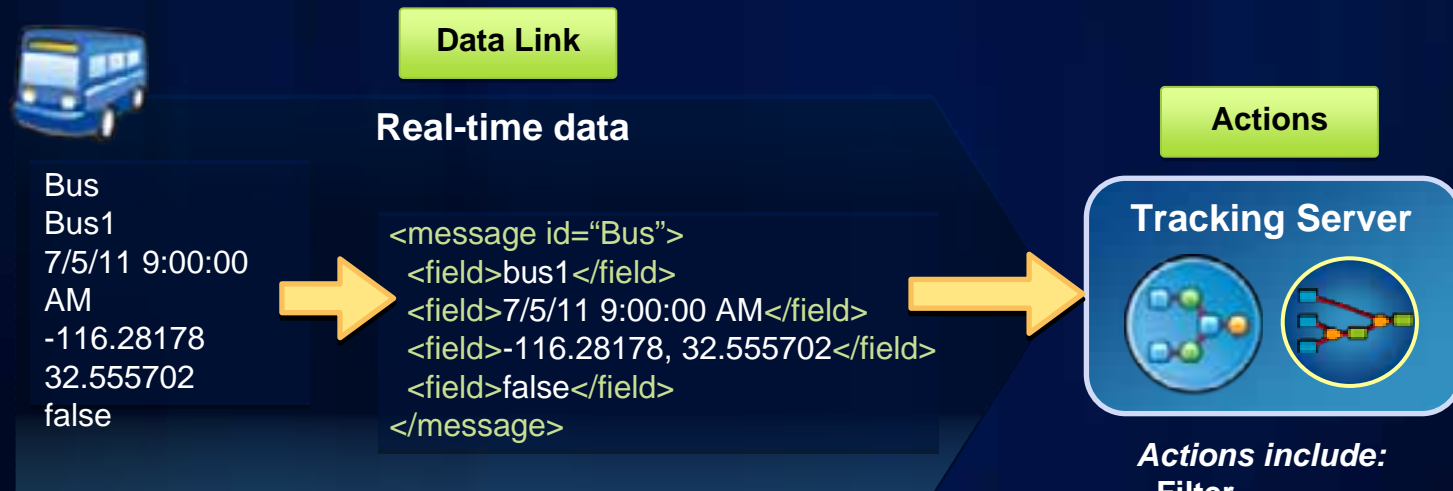 Data Link
Real-time data
Bus
Bus1
7/5/11 9:00:00
AM
-116.28178
32.555702
false
<message id=“Bus”>
<field>bus1</field>
<field>7/5/11 9:00:00 AM</field>
<field>-116.28178, 32.555702</field>
<field>false</field>
</message>
Actions
Tracking Server
Actions include:
Filter